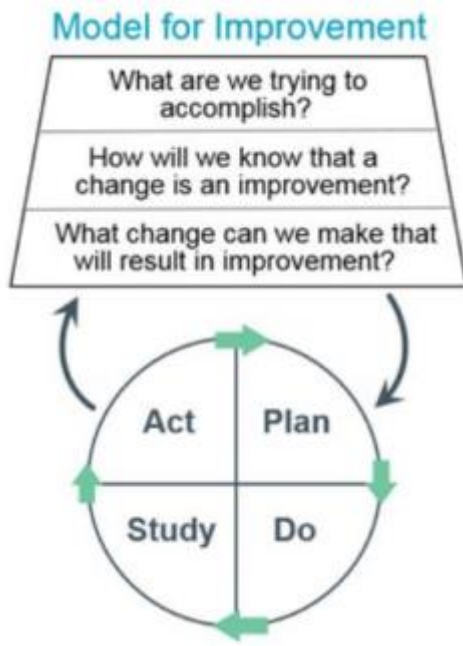 Model for Improvement
What are we trying to
accomplish?
How will we know that a
change is an improvement?
What change can we make that
will result in improvement?
Act
Plan
Study
Do